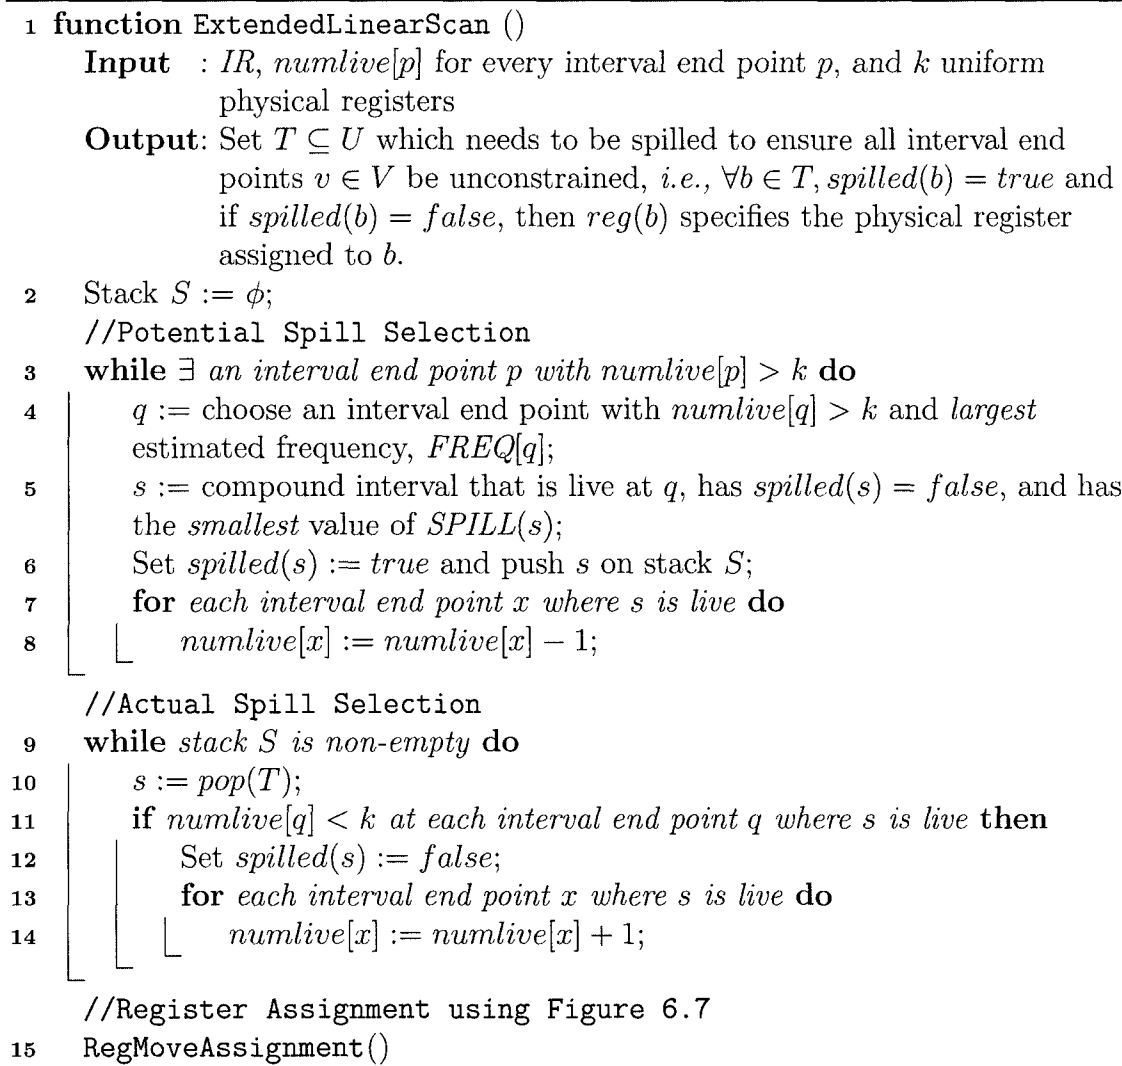 1 function ExtendedLinearScan ()
Input : IR, numlive[p] for every interval end point p, and k uniform
physical registers
Output: Set T ⊆ U which needs to be spilled to ensure all interval end
points v ∈ V be unconstrained, i.e., ∀b ∈ T, spilled(b) = true and
if spilled(b) = false, then reg(b) specifies the physical register
assigned to b.
2 Stack S := ϕ;
//Potential Spill Selection
3 while ∃ an interval end point p with numlive[p] > k do
4 q := choose an interval end point with numlive[q] > k and largest
estimated frequency, FREQ[q];
5 s := compound interval that is live at q, has spilled(s) = false, and has
the smallest value of SPILL(s);
6 Set spilled(s) := true and push s on stack S;
7 for each interval end point x where s is live do
8 numlive[x] := numlive[x] − 1;
//Actual Spill Selection
9 while stack S is non-empty do
10 s := pop(T);
11 if numlive[q] < k at each interval end point q where s is live then
12 Set spilled(s) := false;
13 for each interval end point x where s is live do
14 numlive[x] := numlive[x] + 1;
//Register Assignment using Figure 6.7
15 RegMoveAssignment()